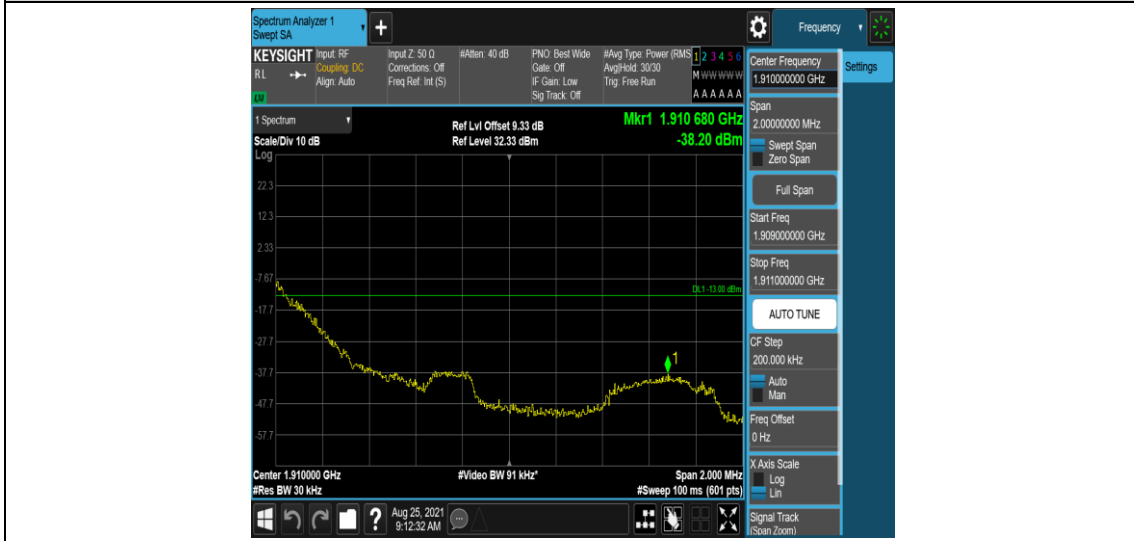 Spectrum Analyzer 1
Swept SA
+
Frequency
KEYSIGHT
RL
Input: RF
Coupling: DC
Align: Auto
Input Z: 50 Ω
Corrections: Off
Freq Ref: Int (S)
#Atten: 40 dB
PNO: Best Wide
Gate: Off
IF Gain: Low
Sig Track: Off
#Avg Type: Power (RMS
Avg|Hold: 30/30
Trig: Free Run
1 2 3 4 5 6
M W W W W W
A A A A A A
1 Spectrum
Scale/Div 10 dB
Log
Ref Lvl Offset 9.33 dB
Ref Level 32.33 dBm
Mkr1 1.910 680 GHz
-38.20 dBm
22.3
12.3
2.33
-7.67
DL1 -13.00 dBm
-17.7
-27.7
1
-37.7
-47.7
-57.7
Center 1.910000 GHz
#Video BW 91 kHz*
Span 2.000 MHz
#Res BW 30 kHz
#Sweep 100 ms (601 pts)
?
Aug 25, 2021
9:12:32 AM
Center Frequency
1.910000000 GHz
Settings
Span
2.00000000 MHz
Swept Span
Zero Span
Full Span
Start Freq
1.909000000 GHz
Stop Freq
1.911000000 GHz
AUTO TUNE
CF Step
200.000 kHz
Auto
Man
Freq Offset
0 Hz
X Axis Scale
Log
Lin
Signal Track
(Span Zoom)